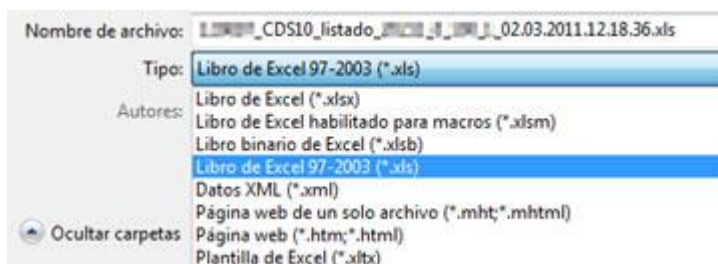 Nombre de archivo: _CDS10_listado_ _02.03.2011.12.18.36.xls
Tipo: Libro de Excel 97-2003 (*.xls)
Autores:
Libro de Excel (*.xlsx)
Libro de Excel habilitado para macros (*.xlsm)
Libro binario de Excel (*.xlsb)
Libro de Excel 97-2003 (*.xls)
Datos XML (*.xml)
Página web de un solo archivo (*.mht;*.mhtml)
Ocultar carpetas
Página web (*.htm;*.html)
Plantilla de Excel (*.xltx)